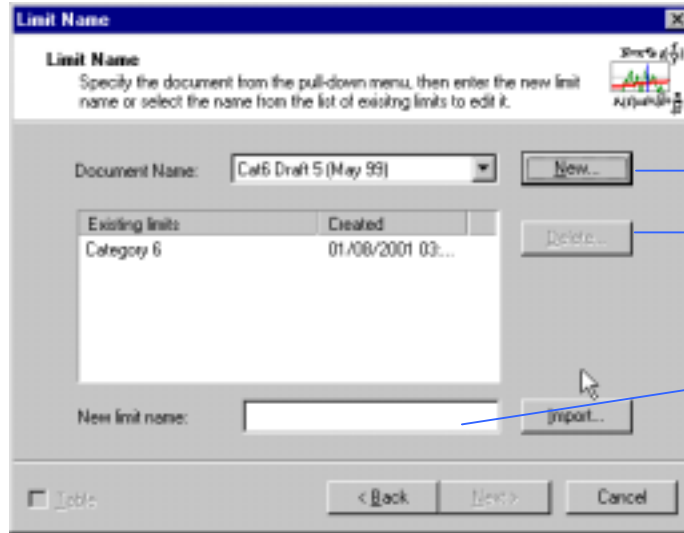 Limit Name
Limit Name
Specify the document from the pull-down menu, then enter the new limit
name or select the name from the list of exisitng limits to edit it.
Document Name: Cat6 Draft 5 (May 99) New...
Existing limits Created
Delete...
Category 6 01/08/2001 03:...
New limit name: Import...
Table < Back Next > Cancel